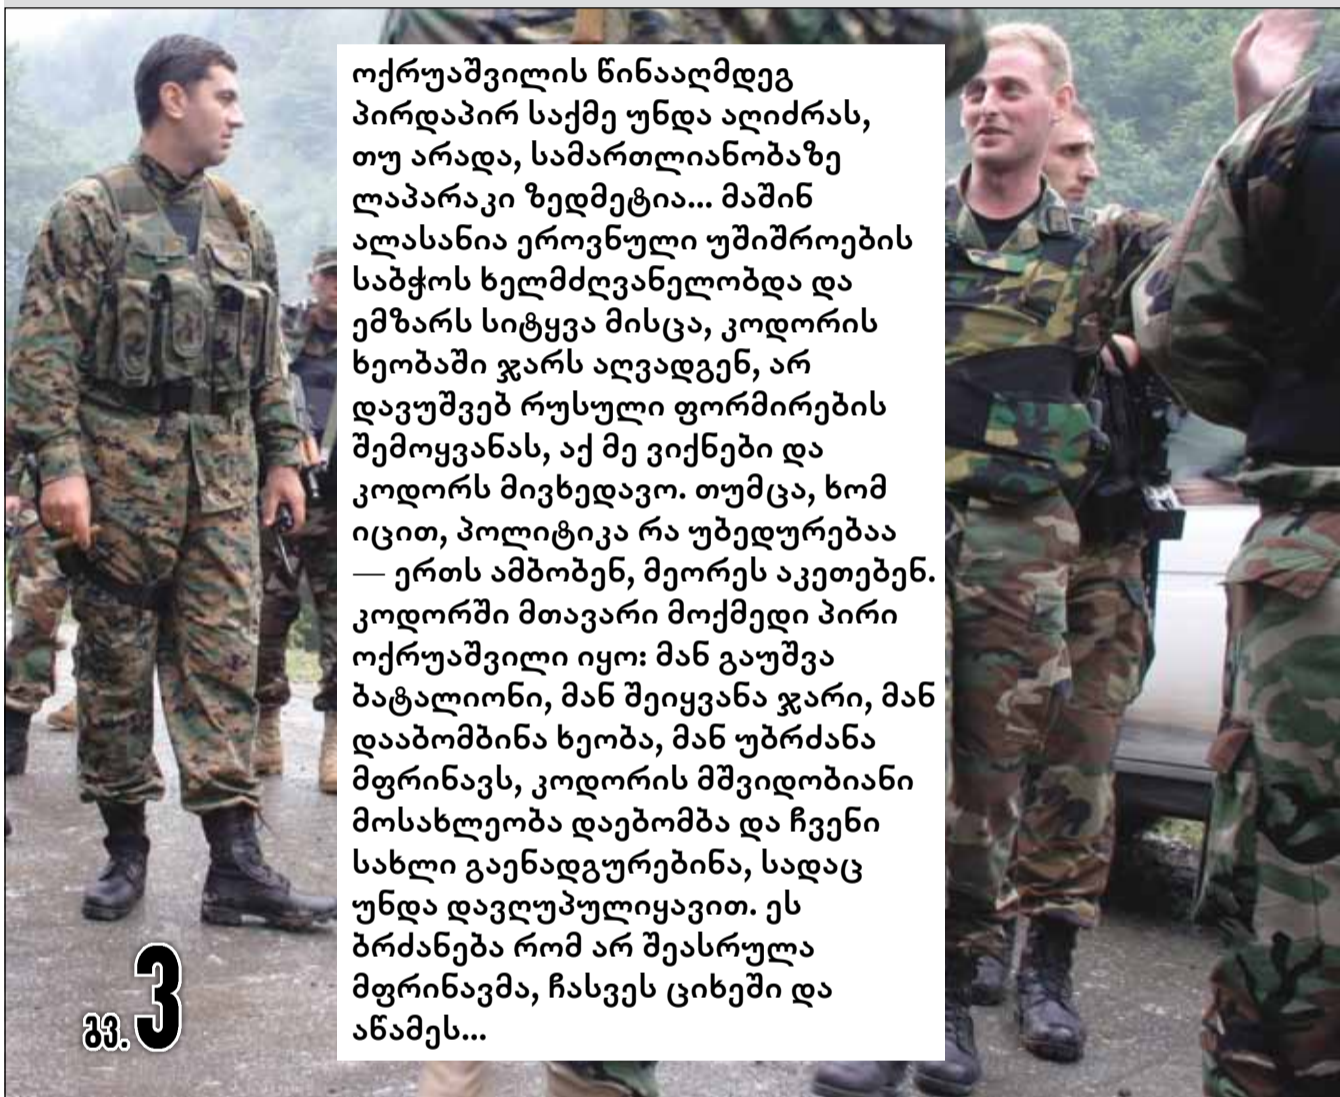 ოქრუაშვილის წინააღმდეგ
პირდაპირ საქმე უნდა აღიძრას,
თუ არადა, სამართლიანობაზე
ლაპარაკი ზედმეტია... მაშინ
ალასანია ეროვნული უშიშროების
საბჭოს ხელმძღვანელობდა და
ემზარს სიტყვა მისცა, კოდორის
ხეობაში ჯარს აღვადგენ, არ
დავუშვებ რუსული ფორმირების
შემოყვანას, აქ მე ვიქნები და
კოდორს მივხედავო. თუმცა, ხომ
იცით, პოლიტიკა რა უბედურებაა
— ერთს ამბობენ, მეორეს აკეთებენ.
კოდორში მთავარი მოქმედი პირი
ოქრუაშვილი იყო: მან გაუშვა
ბატალიონი, მან შეიყვანა ჯარი, მან
დააბომბინა ხეობა, მან უბრძანა
მფრინავს, კოდორის მშვიდობიანი
მოსახლეობა დაებომბა და ჩვენი
სახლი გაენადგურებინა, სადაც
უნდა დავღუპულიყავით. ეს
ბრძანება რომ არ შეასრულა
მფრინავმა, ჩასვეს ციხეში და
აწამეს...
გვ. 3